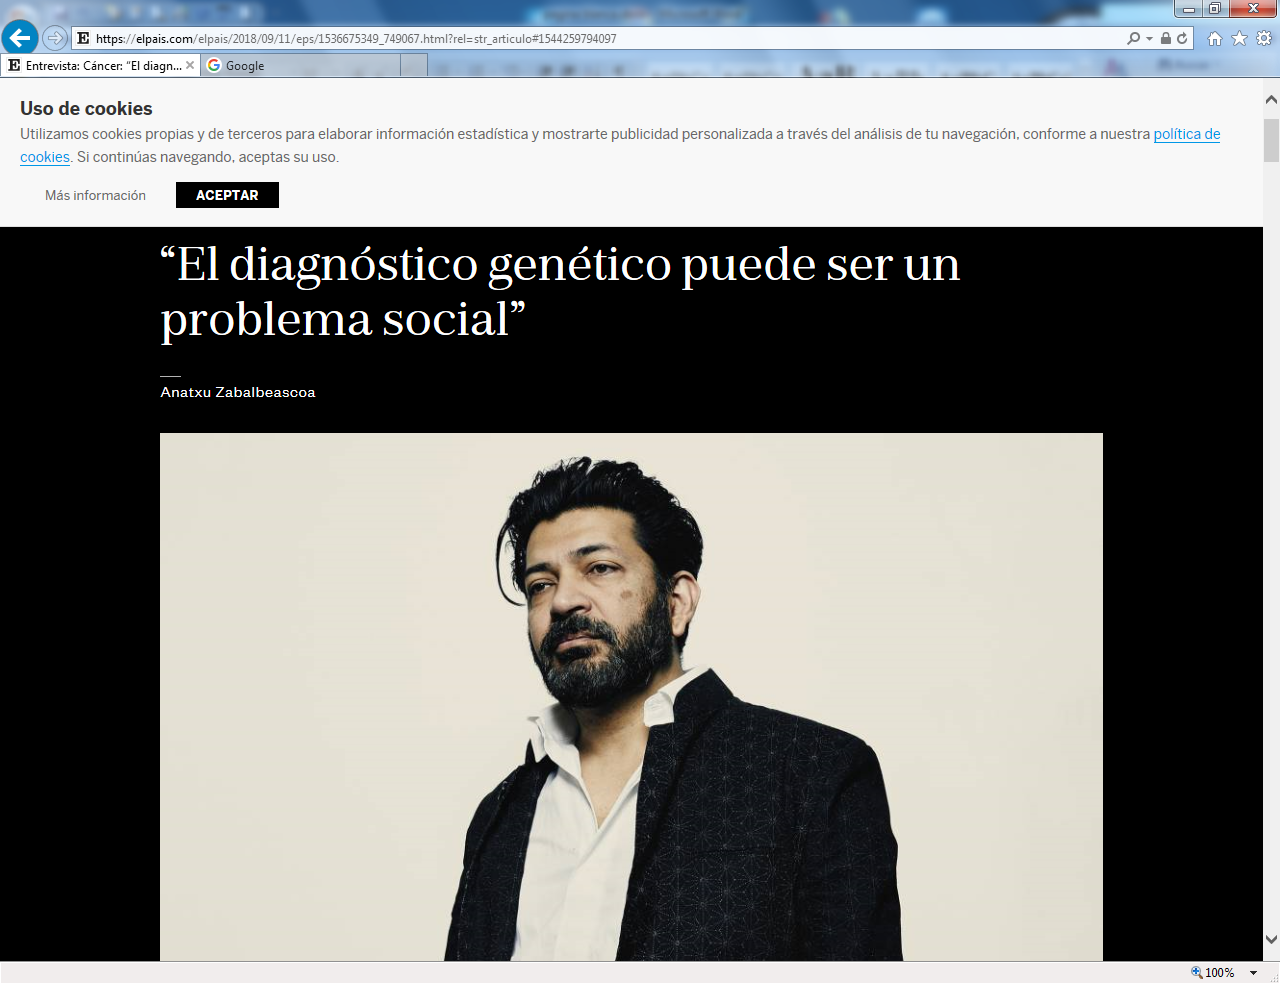 https://elpais.com/elpais/2018/09/11/eps/1536675349_749067.html?rel=str_articulo#1544259794097
Entrevista: Cáncer: “El diagn...
Google
Uso de cookies
Utilizamos cookies propias y de terceros para elaborar información estadística y mostrarte publicidad personalizada a través del análisis de tu navegación, conforme a nuestra política de
cookies. Si continúas navegando, aceptas su uso.
Más información
ACEPTAR
“El diagnóstico genético puede ser un
problema social”
Anatxu Zabalbeascoa
100%